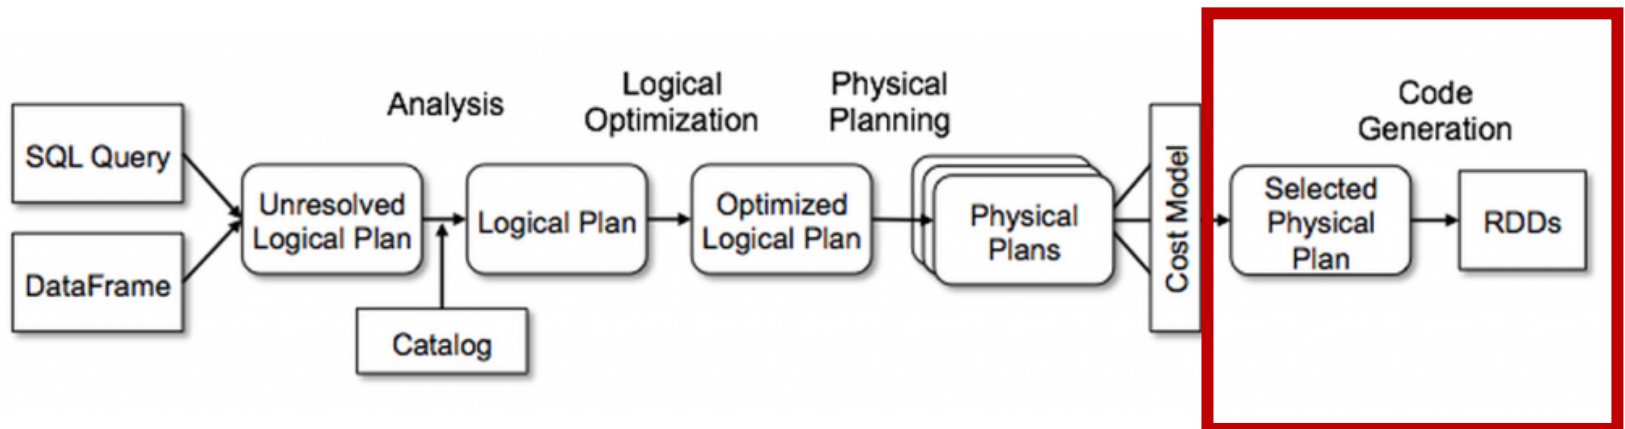 SQL Query
DataFrame
Unresolved
Logical Plan
Analysis
Catalog
Logical Plan
Logical
Optimization
Optimized
Logical Plan
Physical
Planning
Physical
Plans
Cost Model
Selected
Physical
Plan
Code
Generation
RDDs